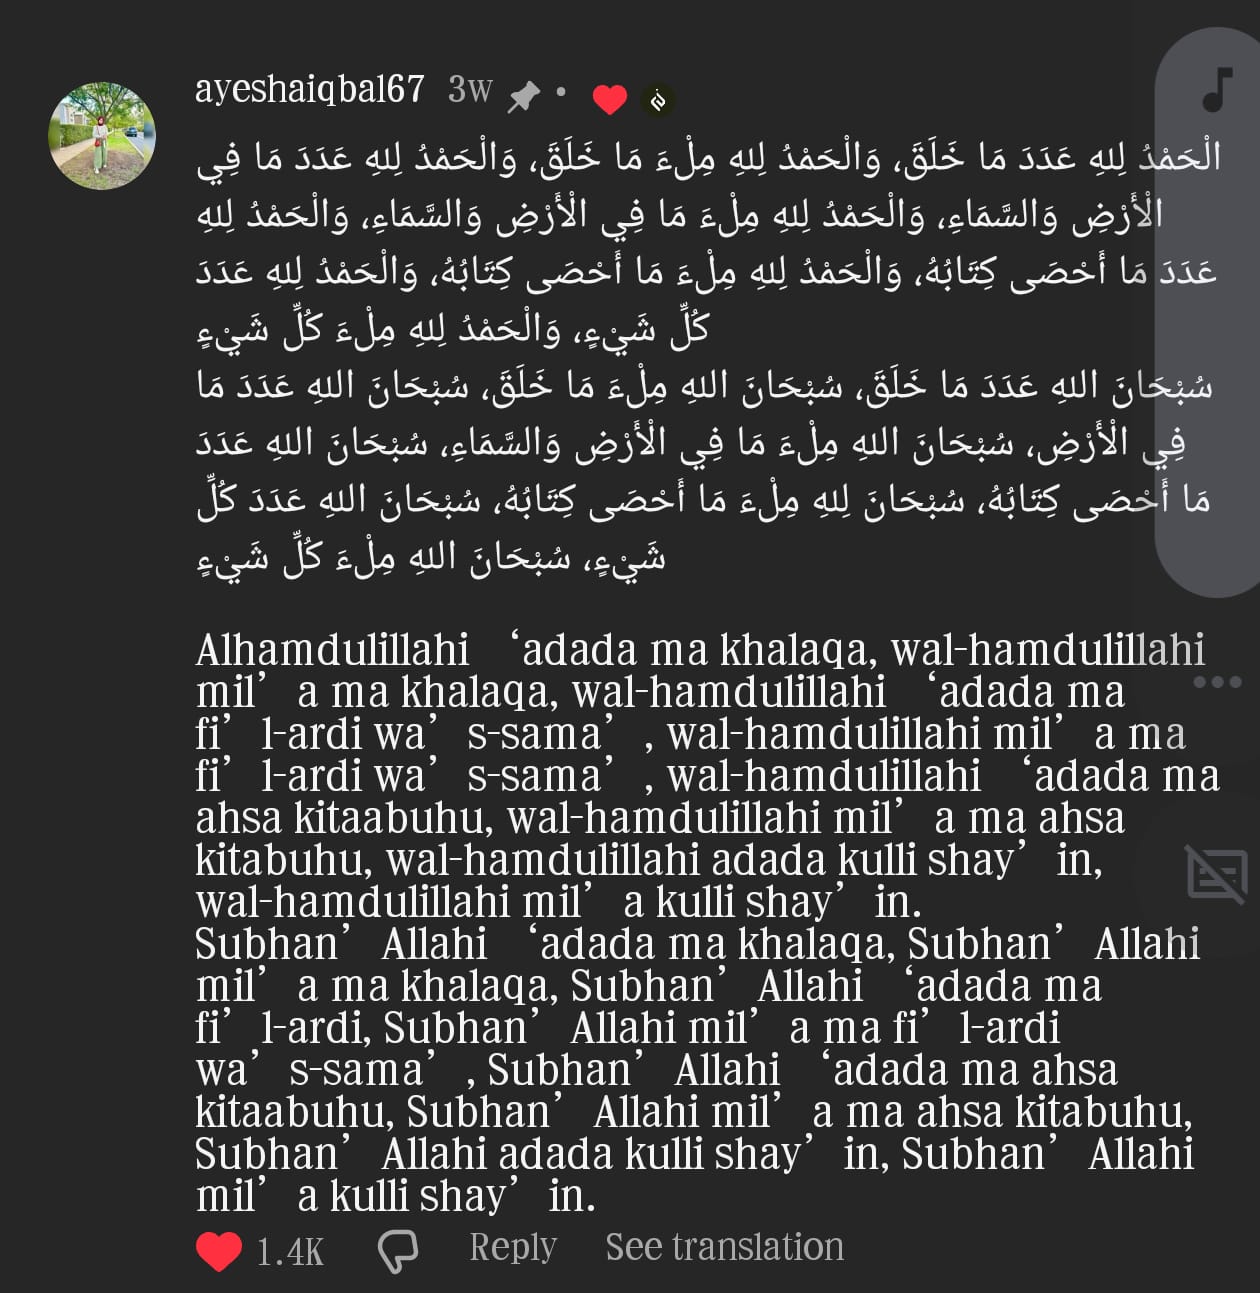 ayeshaiqbal67 3w
الْحَمْدُ لِلهِ عَدَدَ مَا خَلَقَ، وَالْحَمْدُ لِلهِ مِلْءَ مَا خَلَقَ، وَالْحَمْدُ لِلهِ عَدَدَ مَا فِي
الْأَرْضِ وَالسَّمَاءِ، وَالْحَمْدُ لِلهِ مِلْءَ مَا فِي الْأَرْضِ وَالسَّمَاءِ، وَالْحَمْدُ لِلهِ
عَدَدَ مَا أَحْصَى كِتَابُهُ، وَالْحَمْدُ لِلهِ مِلْءَ مَا أَحْصَى كِتَابُهُ، وَالْحَمْدُ لِلهِ عَدَدَ
كُلِّ شَيْءٍ، وَالْحَمْدُ لِلهِ مِلْءَ كُلِّ شَيْءٍ
سُبْحَانَ اللهِ عَدَدَ مَا خَلَقَ، سُبْحَانَ اللهِ مِلْءَ مَا خَلَقَ، سُبْحَانَ اللهِ عَدَدَ مَا
فِي الْأَرْضِ، سُبْحَانَ اللهِ مِلْءَ مَا فِي الْأَرْضِ وَالسَّمَاءِ، سُبْحَانَ اللهِ عَدَدَ
مَا أَحْصَى كِتَابُهُ، سُبْحَانَ لِلهِ مِلْءَ مَا أَحْصَى كِتَابُهُ، سُبْحَانَ اللهِ عَدَدَ كُلِّ
شَيْءٍ، سُبْحَانَ اللهِ مِلْءَ كُلِّ شَيْءٍ
Alhamdulillahi ‘adada ma khalaqa, wal-hamdulillahi
mil’a ma khalaqa, wal-hamdulillahi ‘adada ma
fi’l-ardi wa’s-sama’, wal-hamdulillahi mil’a ma
fi’l-ardi wa’s-sama’, wal-hamdulillahi ‘adada ma
ahsa kitaabuhu, wal-hamdulillahi mil’a ma ahsa
kitabuhu, wal-hamdulillahi adada kulli shay’in,
wal-hamdulillahi mil’a kulli shay’in.
Subhan’Allahi ‘adada ma khalaqa, Subhan’Allahi
mil’a ma khalaqa, Subhan’Allahi ‘adada ma
fi’l-ardi, Subhan’Allahi mil’a ma fi’l-ardi
wa’s-sama’, Subhan’Allahi ‘adada ma ahsa
kitaabuhu, Subhan’Allahi mil’a ma ahsa kitabuhu,
Subhan’Allahi adada kulli shay’in, Subhan’Allahi
mil’a kulli shay’in.
1.4K Reply See translation